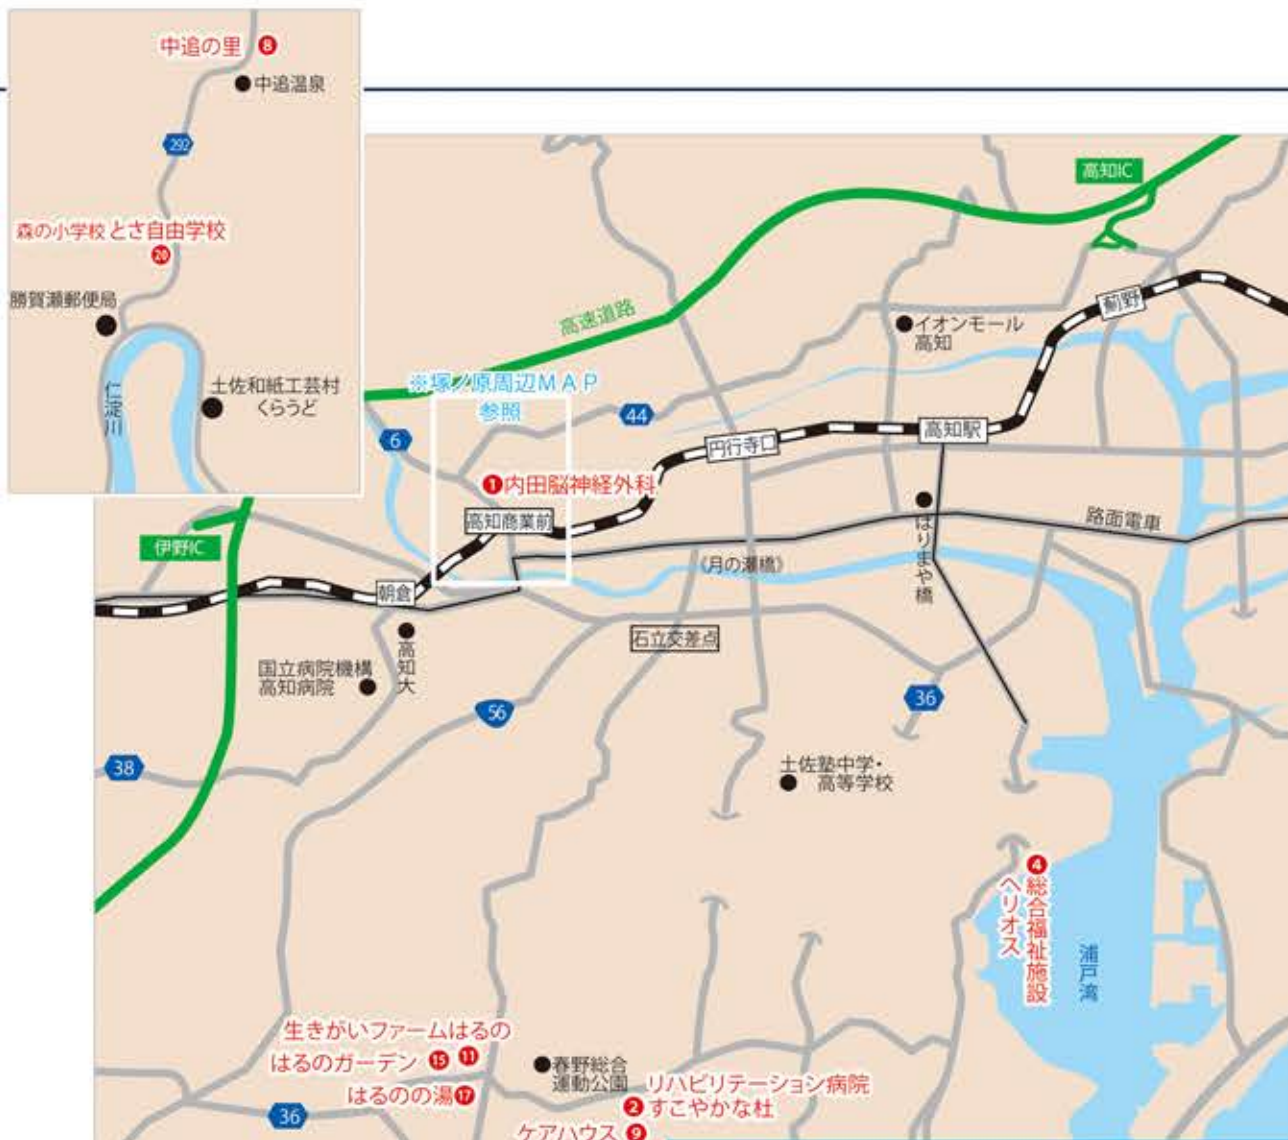 中追の里 8
中追温泉
292
森の小学校 とさ自由学校
20
勝賀瀬郵便局
仁淀川
土佐和紙工芸村
くらうど
高知IC
高速道路
薊野
イオンモール
高知
※塚ノ原周辺MAP
参照
44
6
高知駅
円行寺口
1 内田脳神経外科
高知商業前
はりまや橋
路面電車
伊野IC
《月の瀬橋》
朝倉
石立交差点
高知大
国立病院機構
高知病院
36
56
38
土佐塾中学・
高等学校
4
総合福祉施設
ヘリオス
浦戸湾
生きがいファームはるの
はるのガーデン 15 11
はるのの湯 17
春野総合
運動公園
リハビリテーション病院
2 すこやかな杜
36
ケアハウス 9